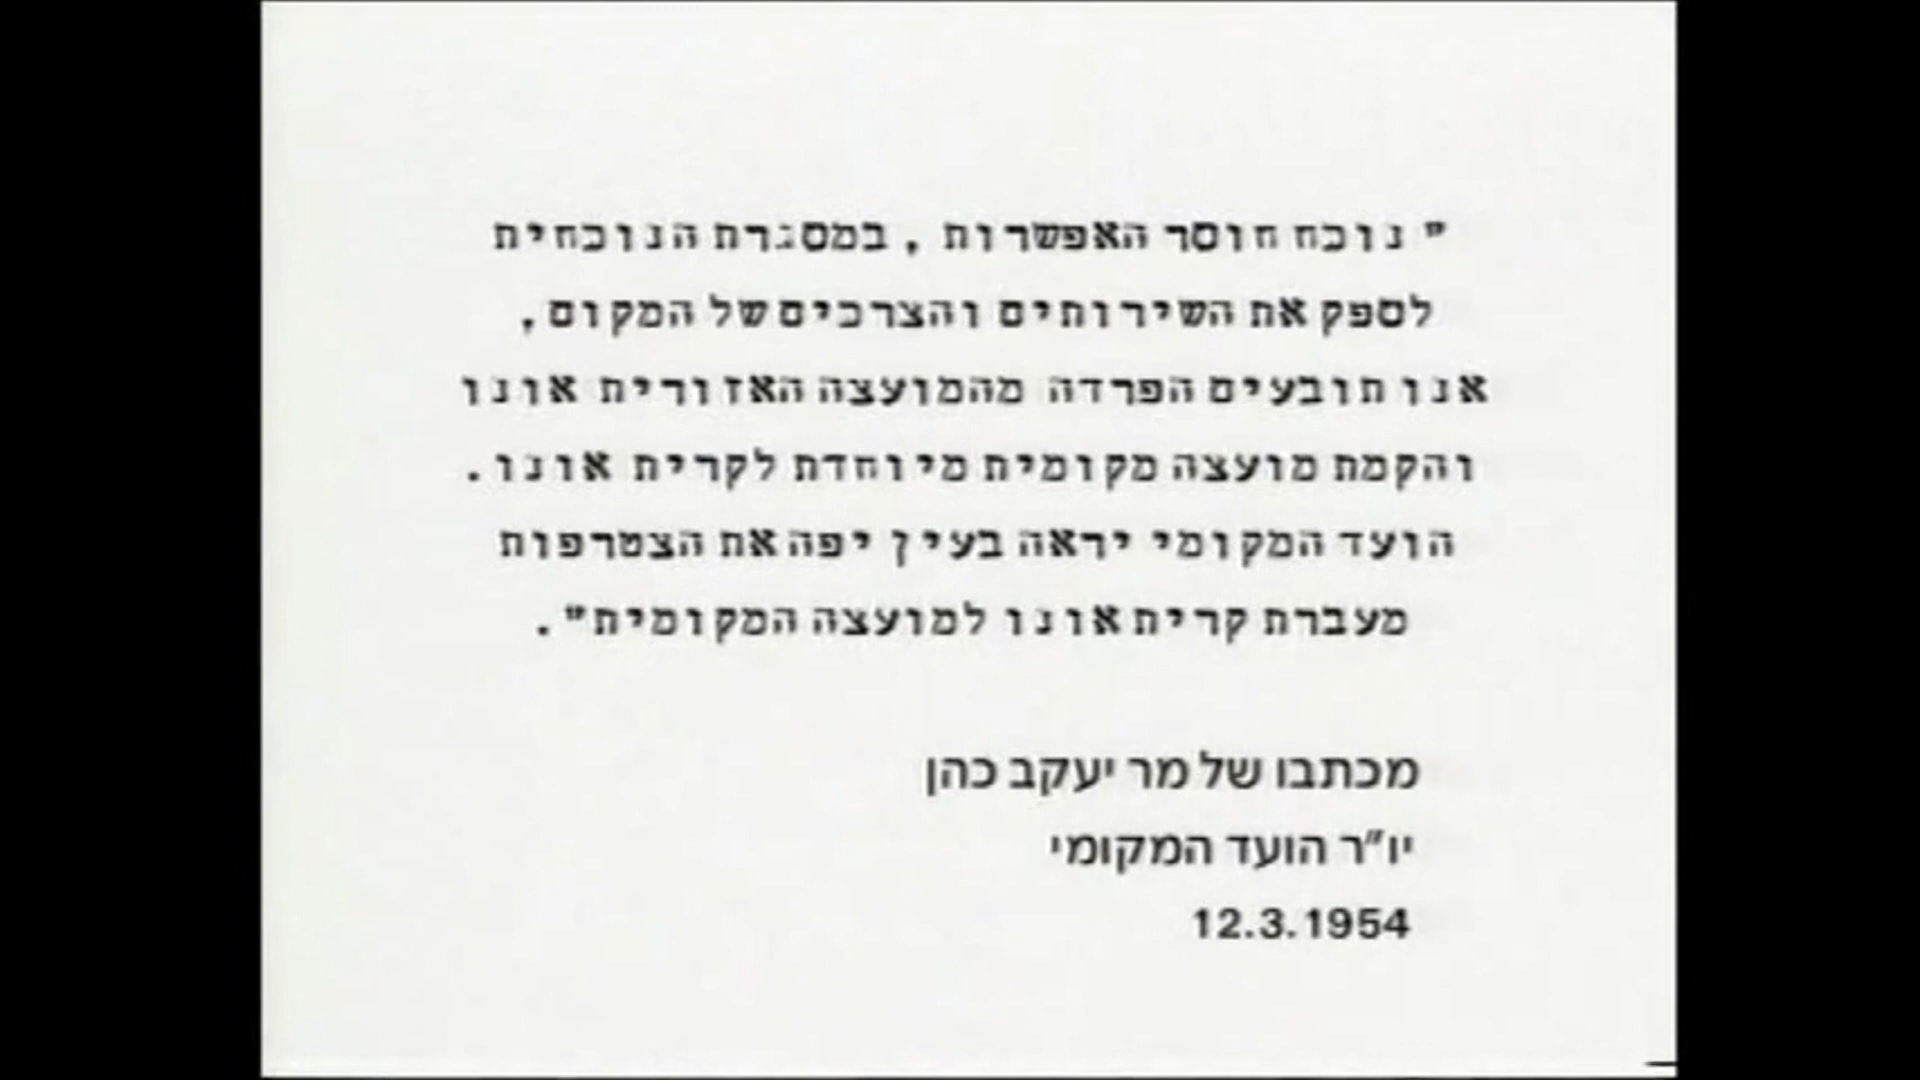 " נוכח חוסר האפשרות , במסגרת הנוכחית
לספק את השירותים והצרכים של המקום,
אנו תובעים הפרדה מהמועצה האזורית אונו
והקמת מועצה מקומית מיוחדת לקרית אונו.
הועד המקומי יראה בעין יפה את הצטרפות
מעברת קרית אונו למועצה המקומית".
מכתבו של מר יעקב כהן
יו"ר הועד המקומי
12.3.1954